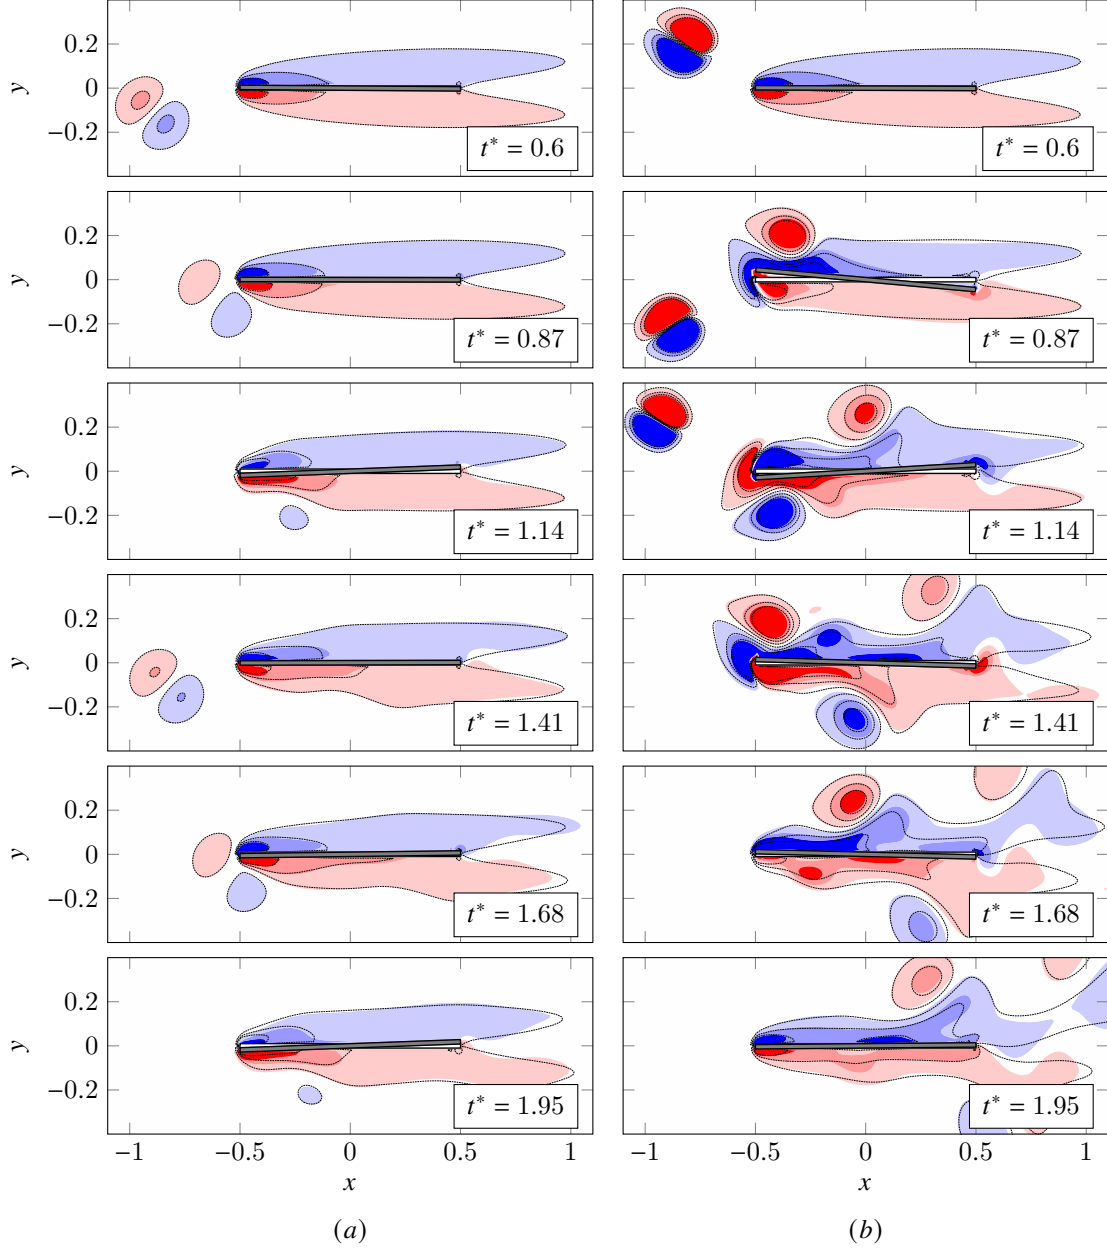 0.2
0
−0.2
y
t* = 0.6
t* = 0.6
0.2
0
−0.2
y
t* = 0.87
t* = 0.87
0.2
0
−0.2
y
t* = 1.14
t* = 1.14
0.2
0
−0.2
y
t* = 1.41
t* = 1.41
0.2
0
−0.2
y
t* = 1.68
t* = 1.68
0.2
0
−0.2
y
t* = 1.95
t* = 1.95
−1 −0.5 0 0.5 1
−1 −0.5 0 0.5 1
x
x
(a)
(b)